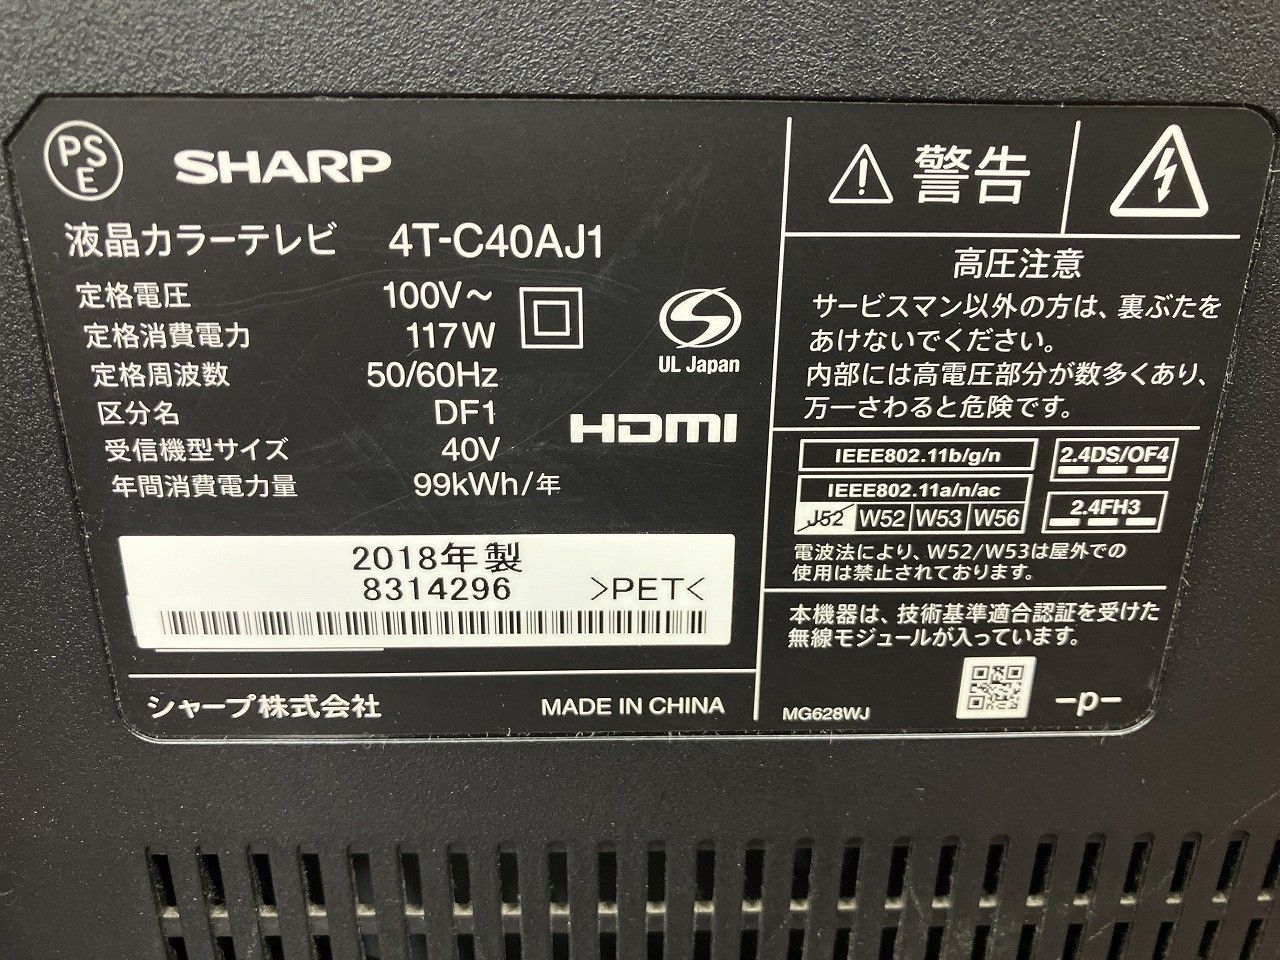 PSE
SHARP
液晶カラーテレビ 4T-C40AJ1
定格電圧 100V~
定格消費電力 117W
定格周波数 50/60Hz
区分名 DF1
受信機型サイズ 40V
年間消費電力量 99kWh/年
UL Japan
HDMI
2018年製
8314296 >PET<
シャープ株式会社 MADE IN CHINA
警告
高圧注意
サービスマン以外の方は、裏ぶたを
あけないでください。
内部には高電圧部分が数多くあり、
万一さわると危険です。
IEEE802.11b/g/n
2.4DS/OF4
IEEE802.11a/n/ac
J52 W52 W53 W56
2.4FH3
電波法により、W52/W53は屋外での
使用は禁止されております。
本機器は、技術基準適合認証を受けた
無線モジュールが入っています。
MG628WJ -p-